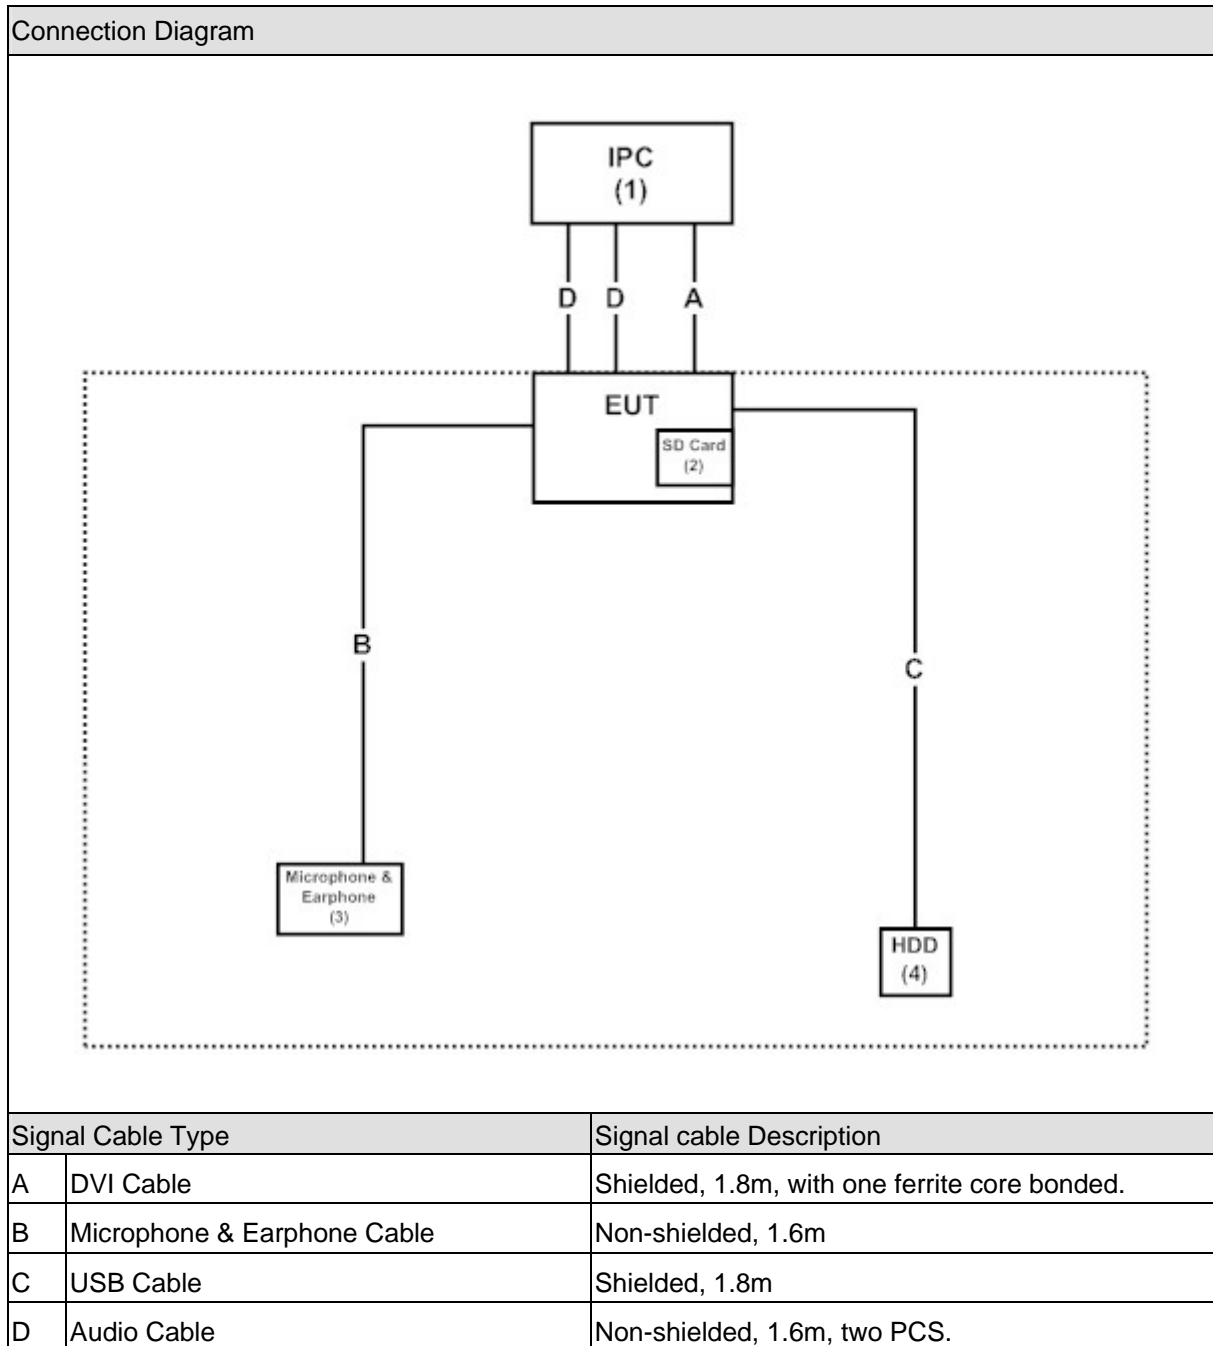 Connection Diagram
IPC
(1)
D D A
EUT
SD Card
(2)
B
C
Microphone &
Earphone
(3)
HDD
(4)
Signal Cable Type Signal cable Description
A DVI Cable Shielded, 1.8m, with one ferrite core bonded.
B Microphone & Earphone Cable Non-shielded, 1.6m
C USB Cable Shielded, 1.8m
D Audio Cable Non-shielded, 1.6m, two PCS.